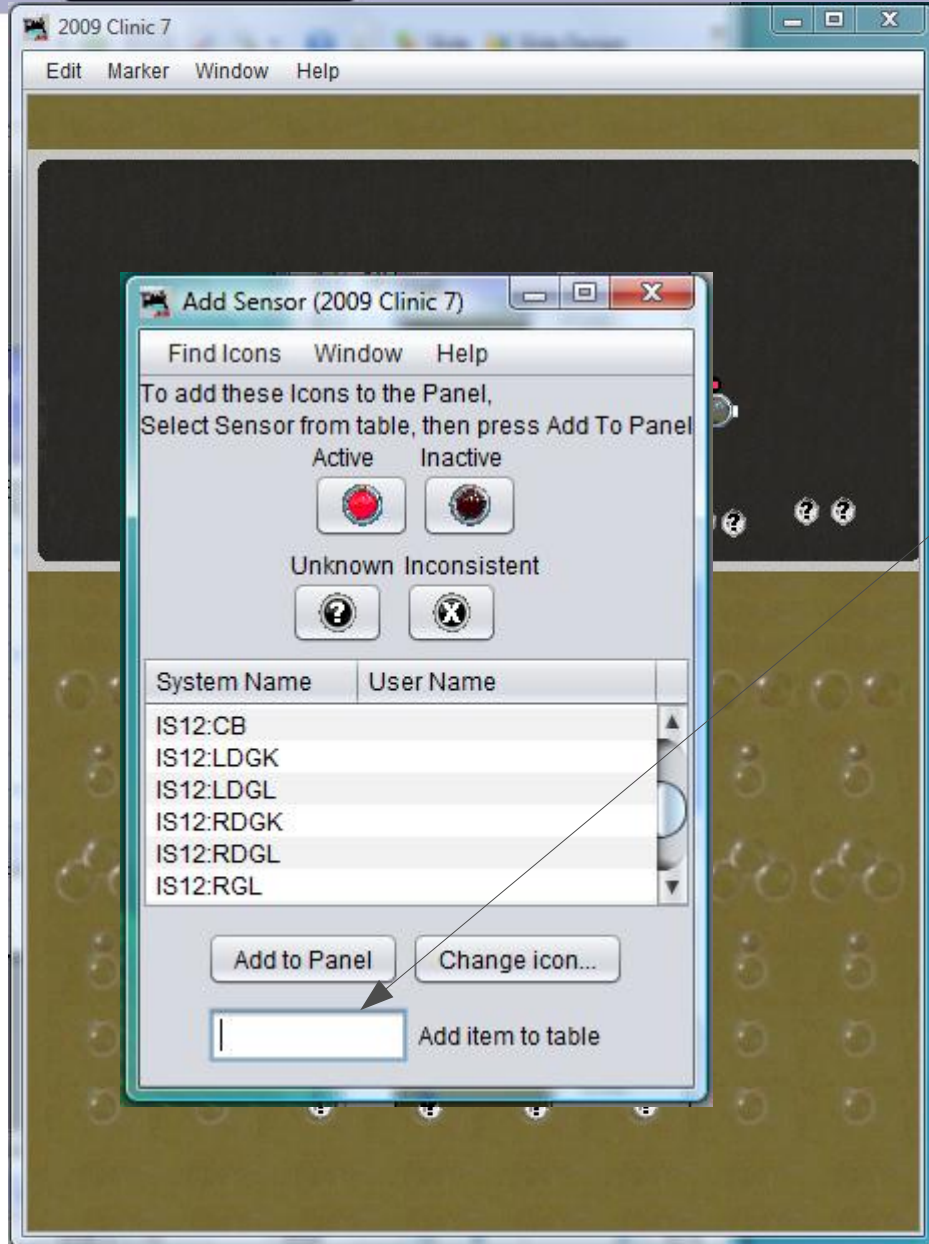 2009 Clinic 7
Edit Marker Window Help
Add Sensor (2009 Clinic 7)
Find Icons Window Help
To add these Icons to the Panel,
Select Sensor from table, then press Add To Panel
Active Inactive
Unknown Inconsistent
System Name User Name
IS12:CB
IS12:LDGK
IS12:LDGL
IS12:RDGK
IS12:RDGL
IS12:RGL
Add to Panel Change icon...
Add item to table